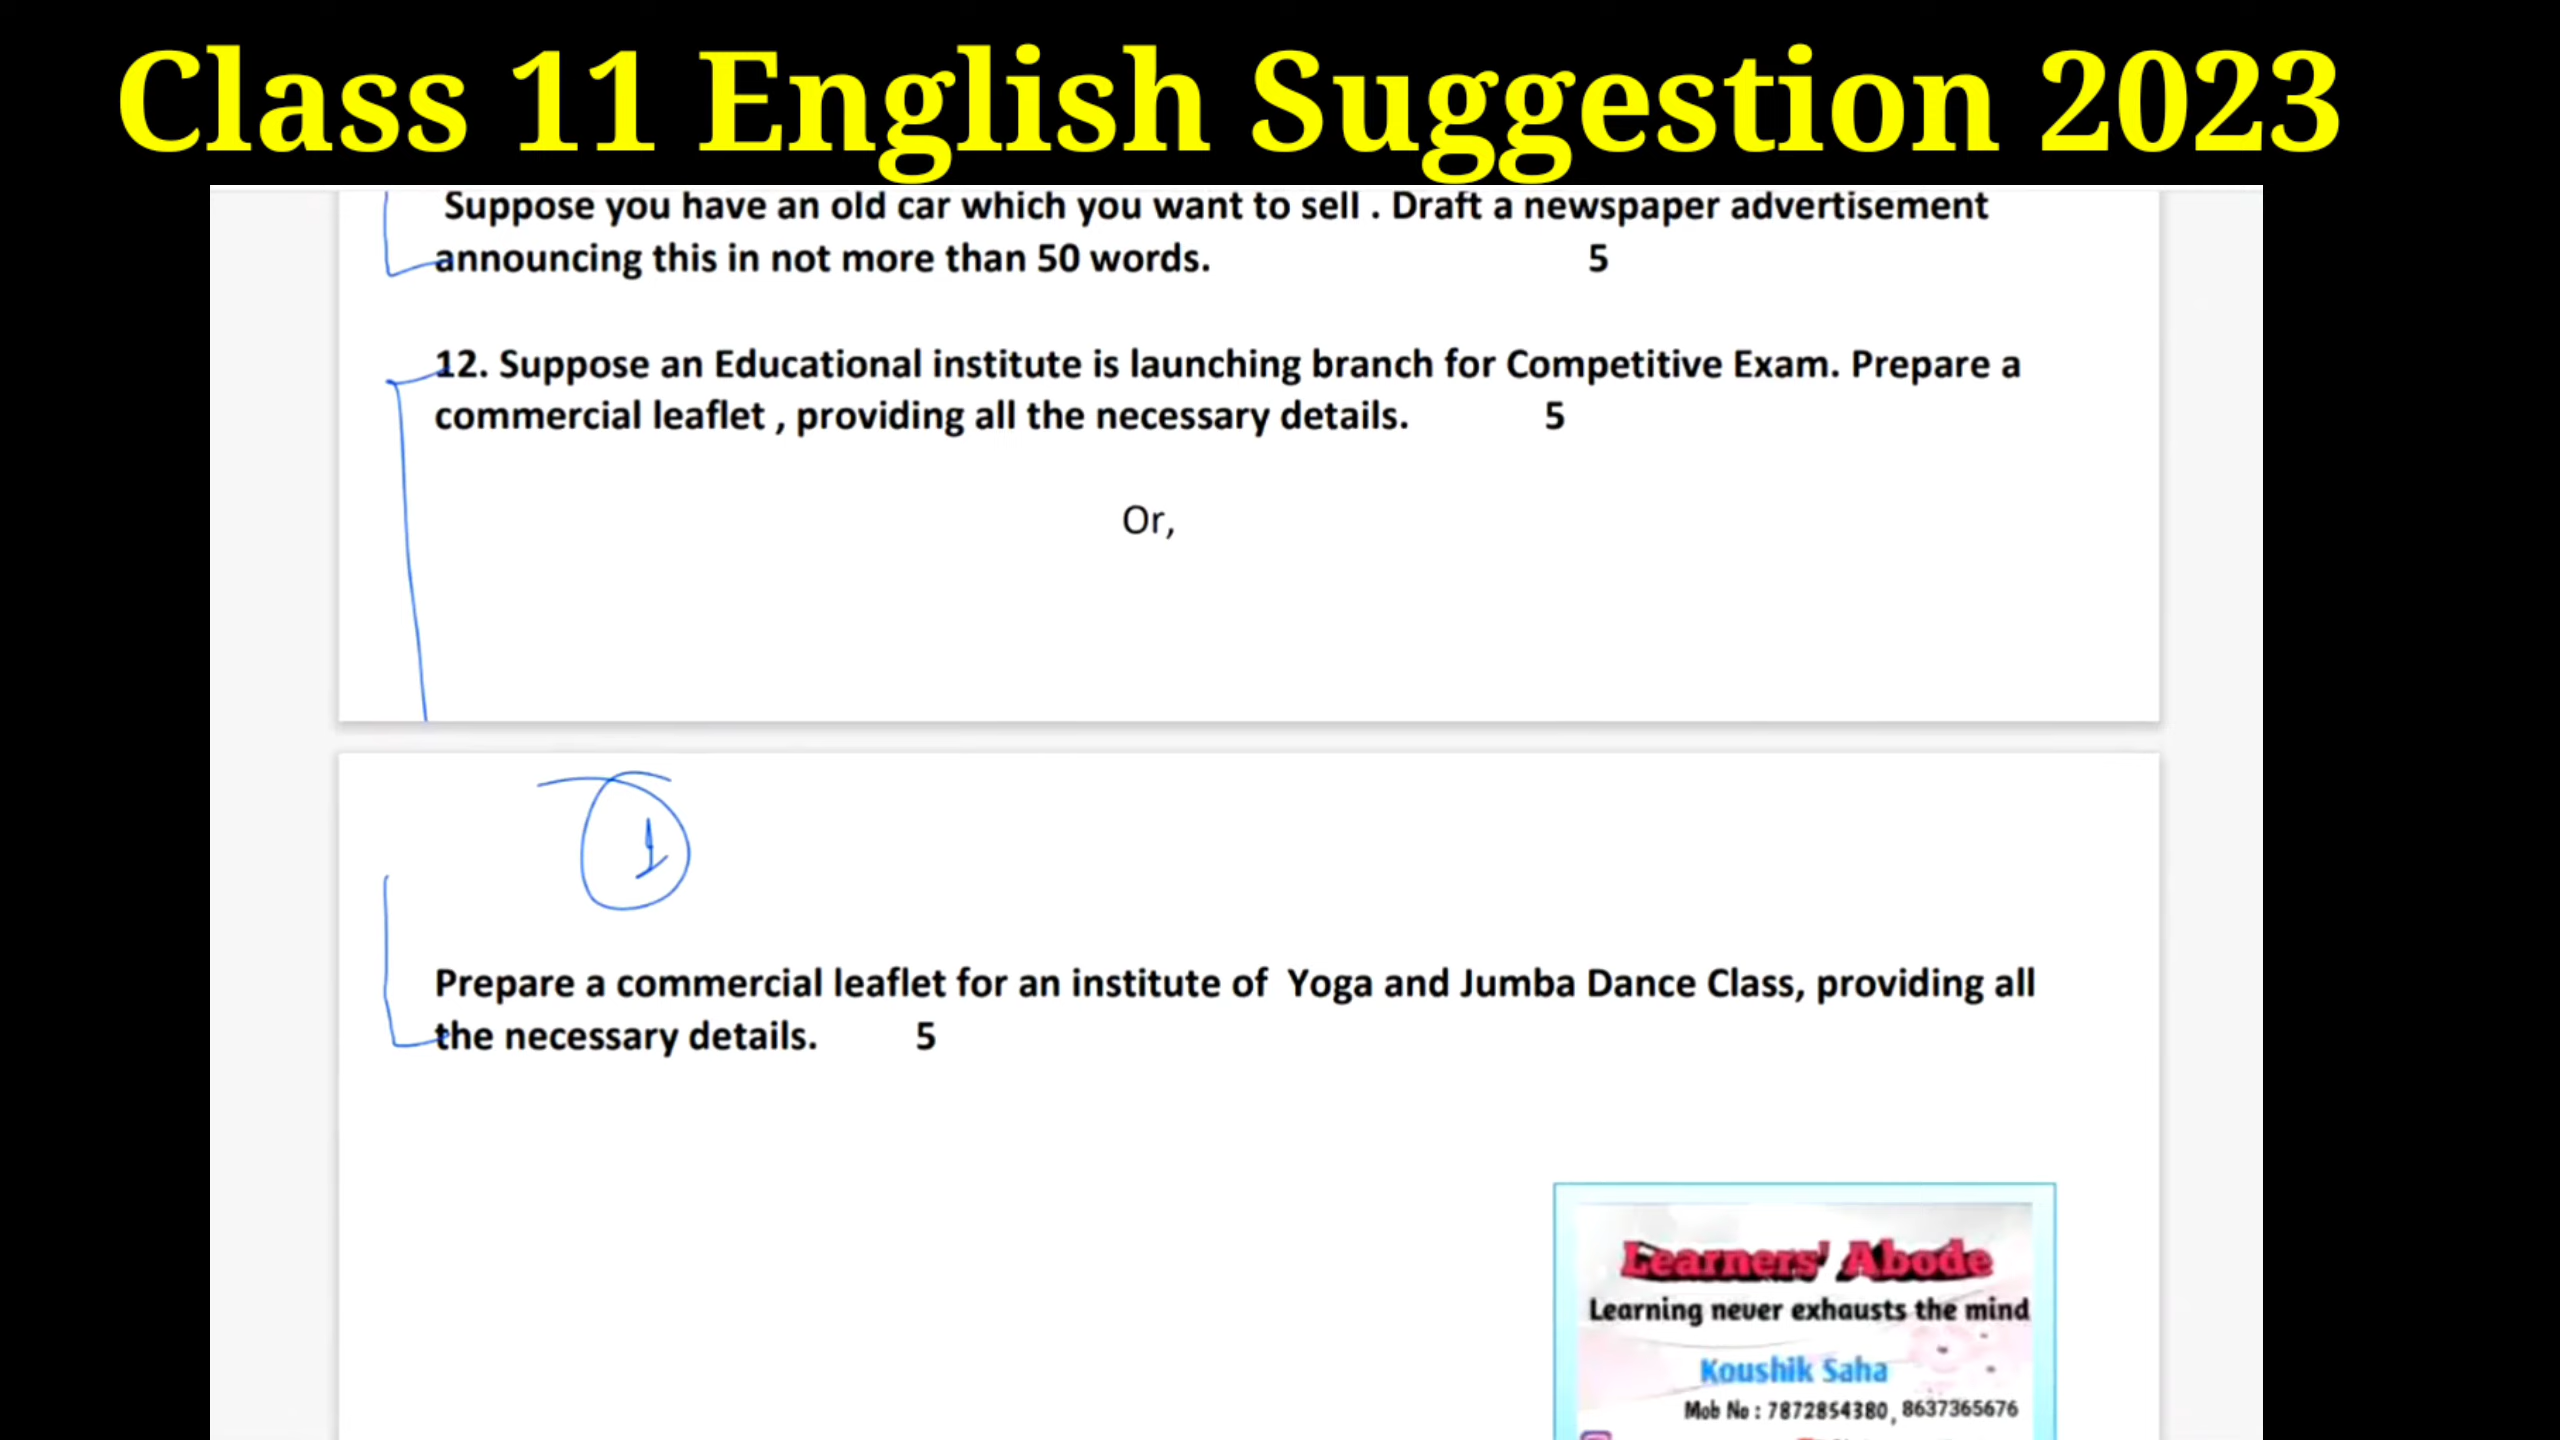 Class 11 English Suggestion 2023
Suppose you have an old car which you want to sell . Draft a newspaper advertisement
announcing this in not more than 50 words. 5
12. Suppose an Educational institute is launching branch for Competitive Exam. Prepare a
commercial leaflet , providing all the necessary details. 5
Or,
1
Prepare a commercial leaflet for an institute of Yoga and Jumba Dance Class, providing all
the necessary details. 5
Learners' Abode
Learning never exhausts the mind
Koushik Saha
Mob No : 7872854380, 8637365676